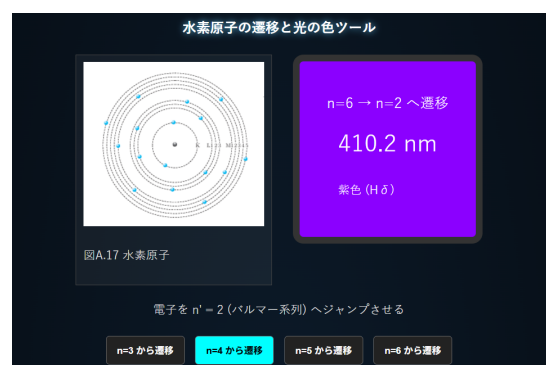 水素原子の遷移と光の色ツール
n=6 → n=2 へ遷移
410.2 nm
紫色 (Hδ)
図A.17 水素原子
電子を n' = 2 (バルマー系列) へジャンプさせる
n=3 から遷移
n=4 から遷移
n=5 から遷移
n=6 から遷移